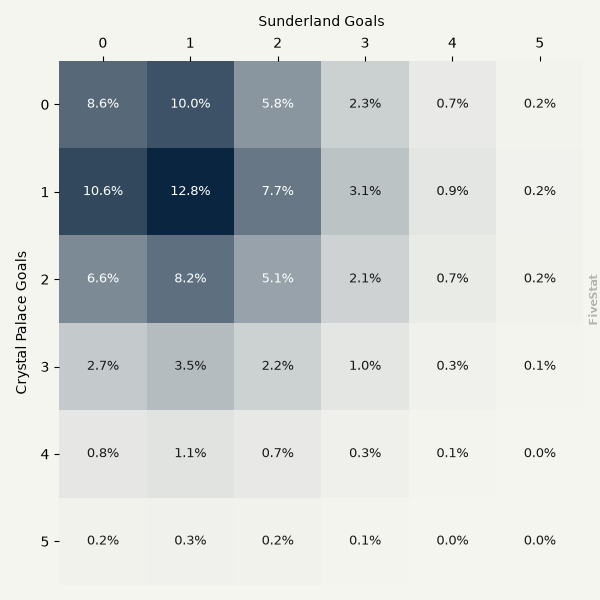 Sunderland Goals
0 1 2 3 4 5
0 8.6% 10.0% 5.8% 2.3% 0.7% 0.2%
1 10.6% 12.8% 7.7% 3.1% 0.9% 0.2%
2 6.6% 8.2% 5.1% 2.1% 0.7% 0.2%
3 2.7% 3.5% 2.2% 1.0% 0.3% 0.1%
4 0.8% 1.1% 0.7% 0.3% 0.1% 0.0%
5 0.2% 0.3% 0.2% 0.1% 0.0% 0.0%
Crystal Palace Goals
FiveStat